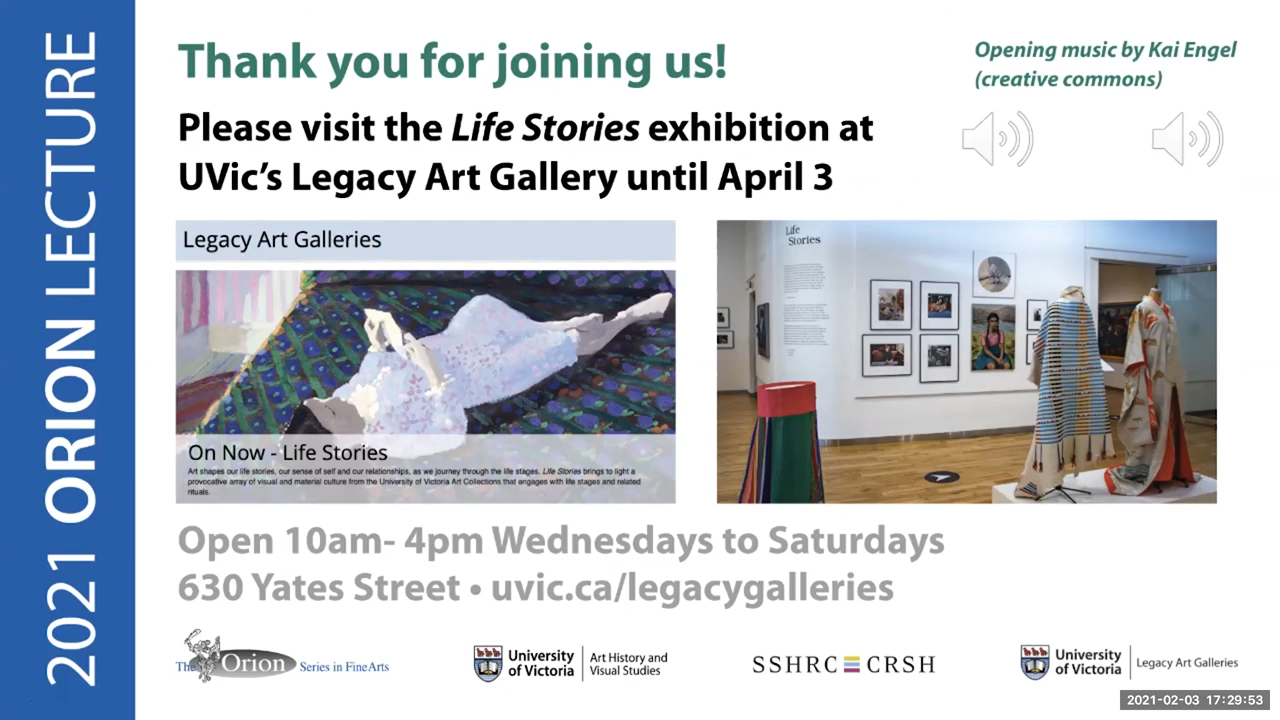 2021 ORION LECTURE
Thank you for joining us!
Opening music by Kai Engel
(creative commons)
Please visit the Life Stories exhibition at
UVic's Legacy Art Gallery until April 3
Legacy Art Galleries
Life
Stories
On Now - Life Stories
Art shapes our life stories, our sense of self and our relationships, as we journey through the life stages. Life Stories brings to light a
provocative array of visual and material culture from the University of Victoria Art Collections that engages with life stages and related
rituals.
Open 10am- 4pm Wednesdays to Saturdays
630 Yates Street • uvic.ca/legacygalleries
The Orion Series in Fine Arts
University
of Victoria
Art History and
Visual Studies
SSHRC CRSH
University
of Victoria
Legacy Art Galleries
2021-02-03 17:29:53